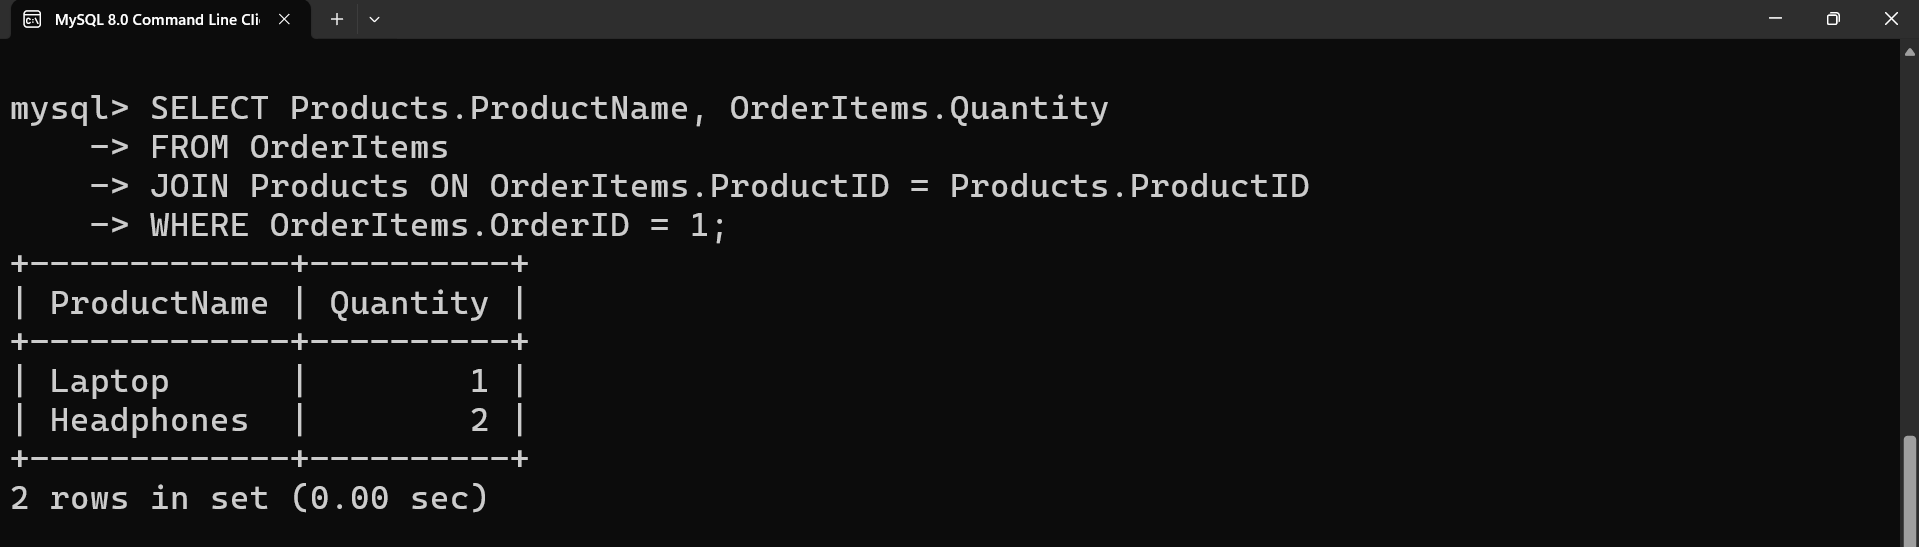 MySQL 8.0 Command Line Cli
mysql> SELECT Products.ProductName, OrderItems.Quantity
    -> FROM OrderItems
    -> JOIN Products ON OrderItems.ProductID = Products.ProductID
    -> WHERE OrderItems.OrderID = 1;
+-------------+----------+
| ProductName | Quantity |
+-------------+----------+
| Laptop      |        1 |
| Headphones  |        2 |
+-------------+----------+
2 rows in set (0.00 sec)